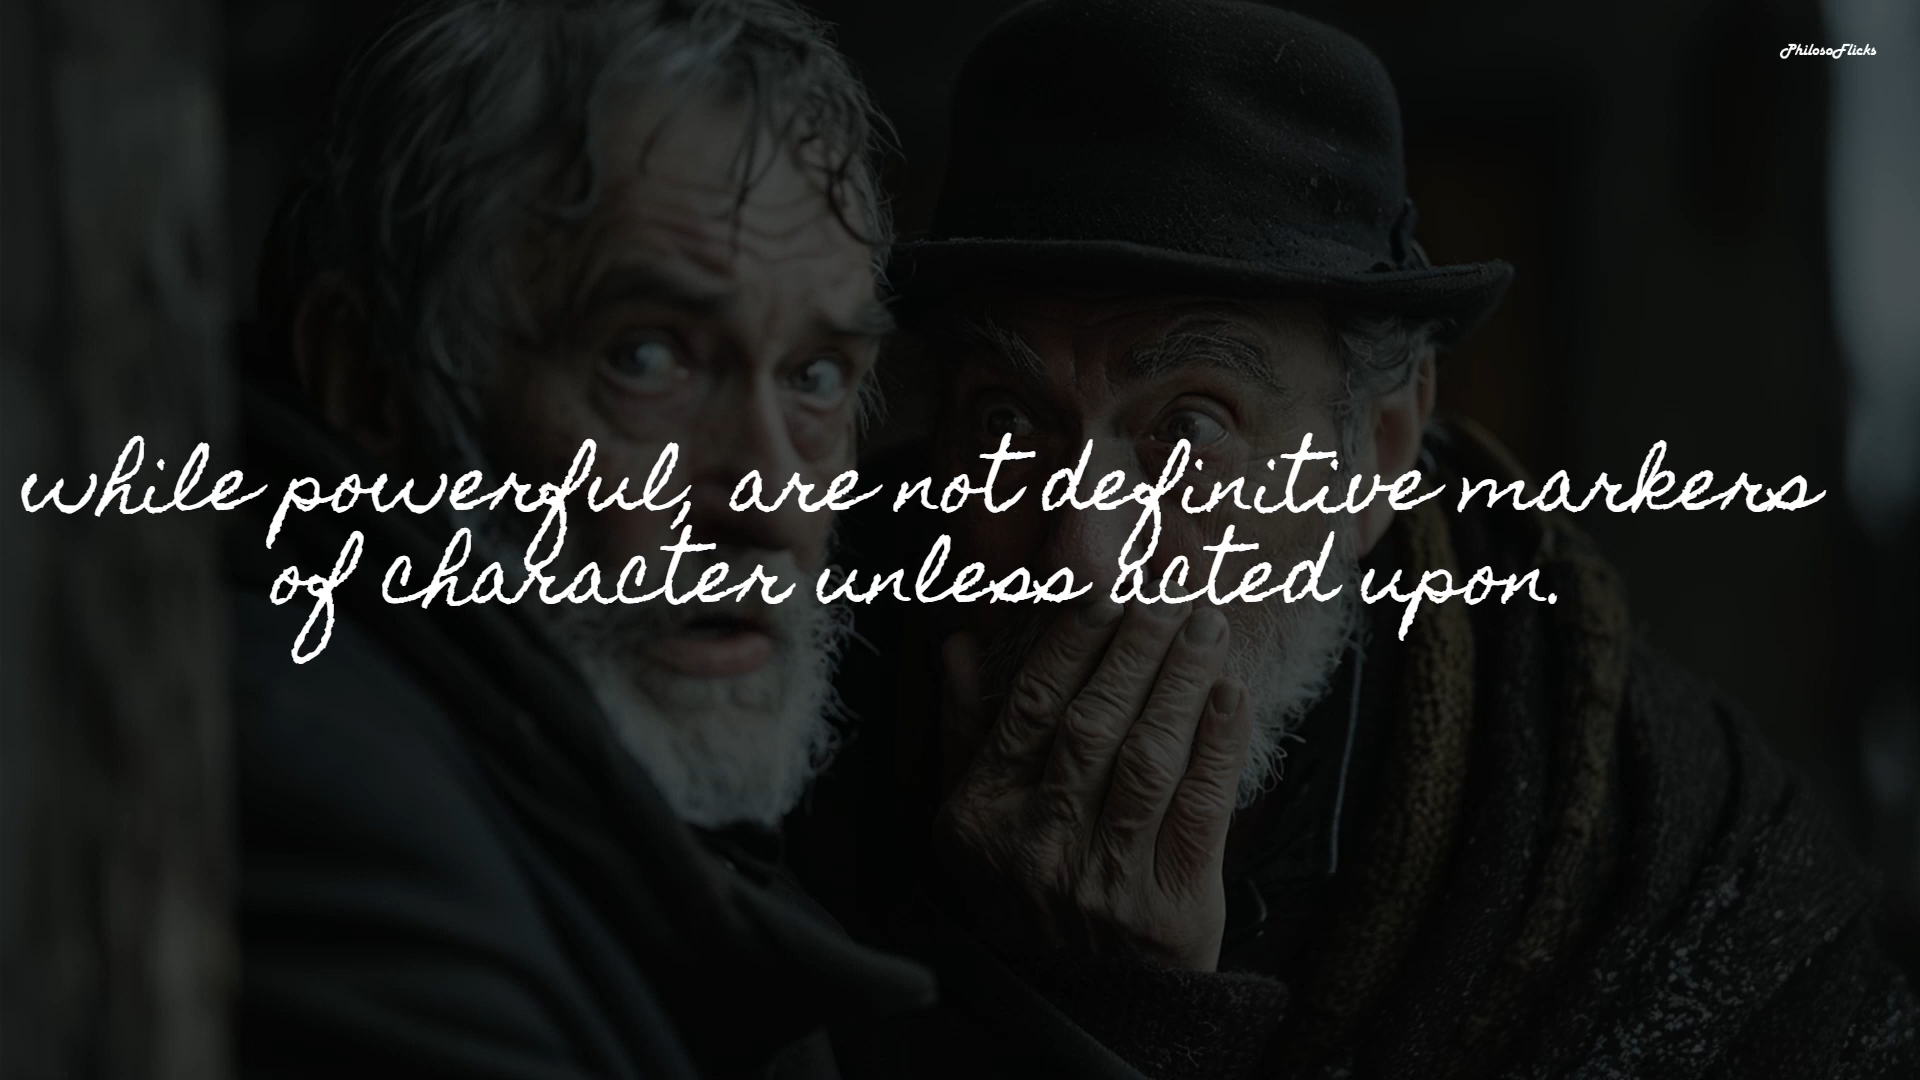 PhilosoFlicks
while powerful, are not definitive markers
of character unless acted upon.